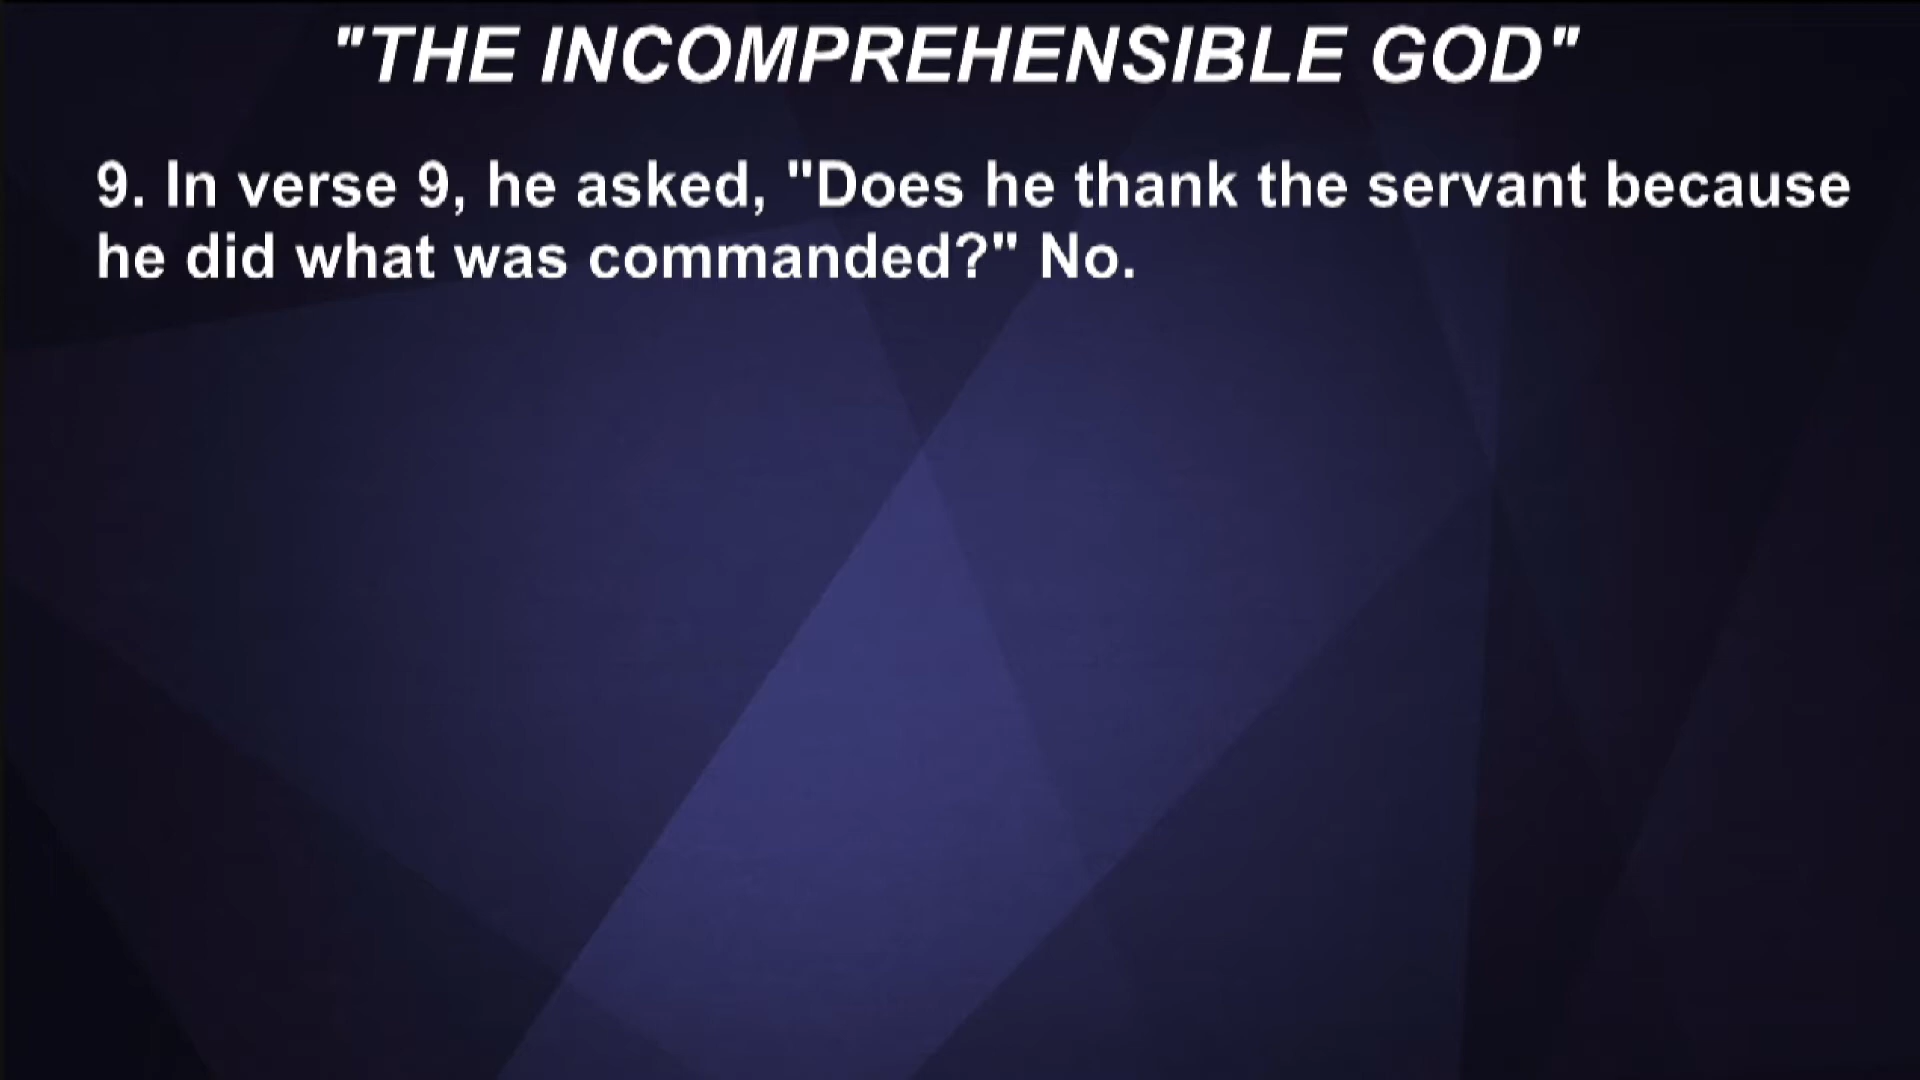 "THE INCOMPREHENSIBLE GOD"
9. In verse 9, he asked, "Does he thank the servant because
he did what was commanded?" No.